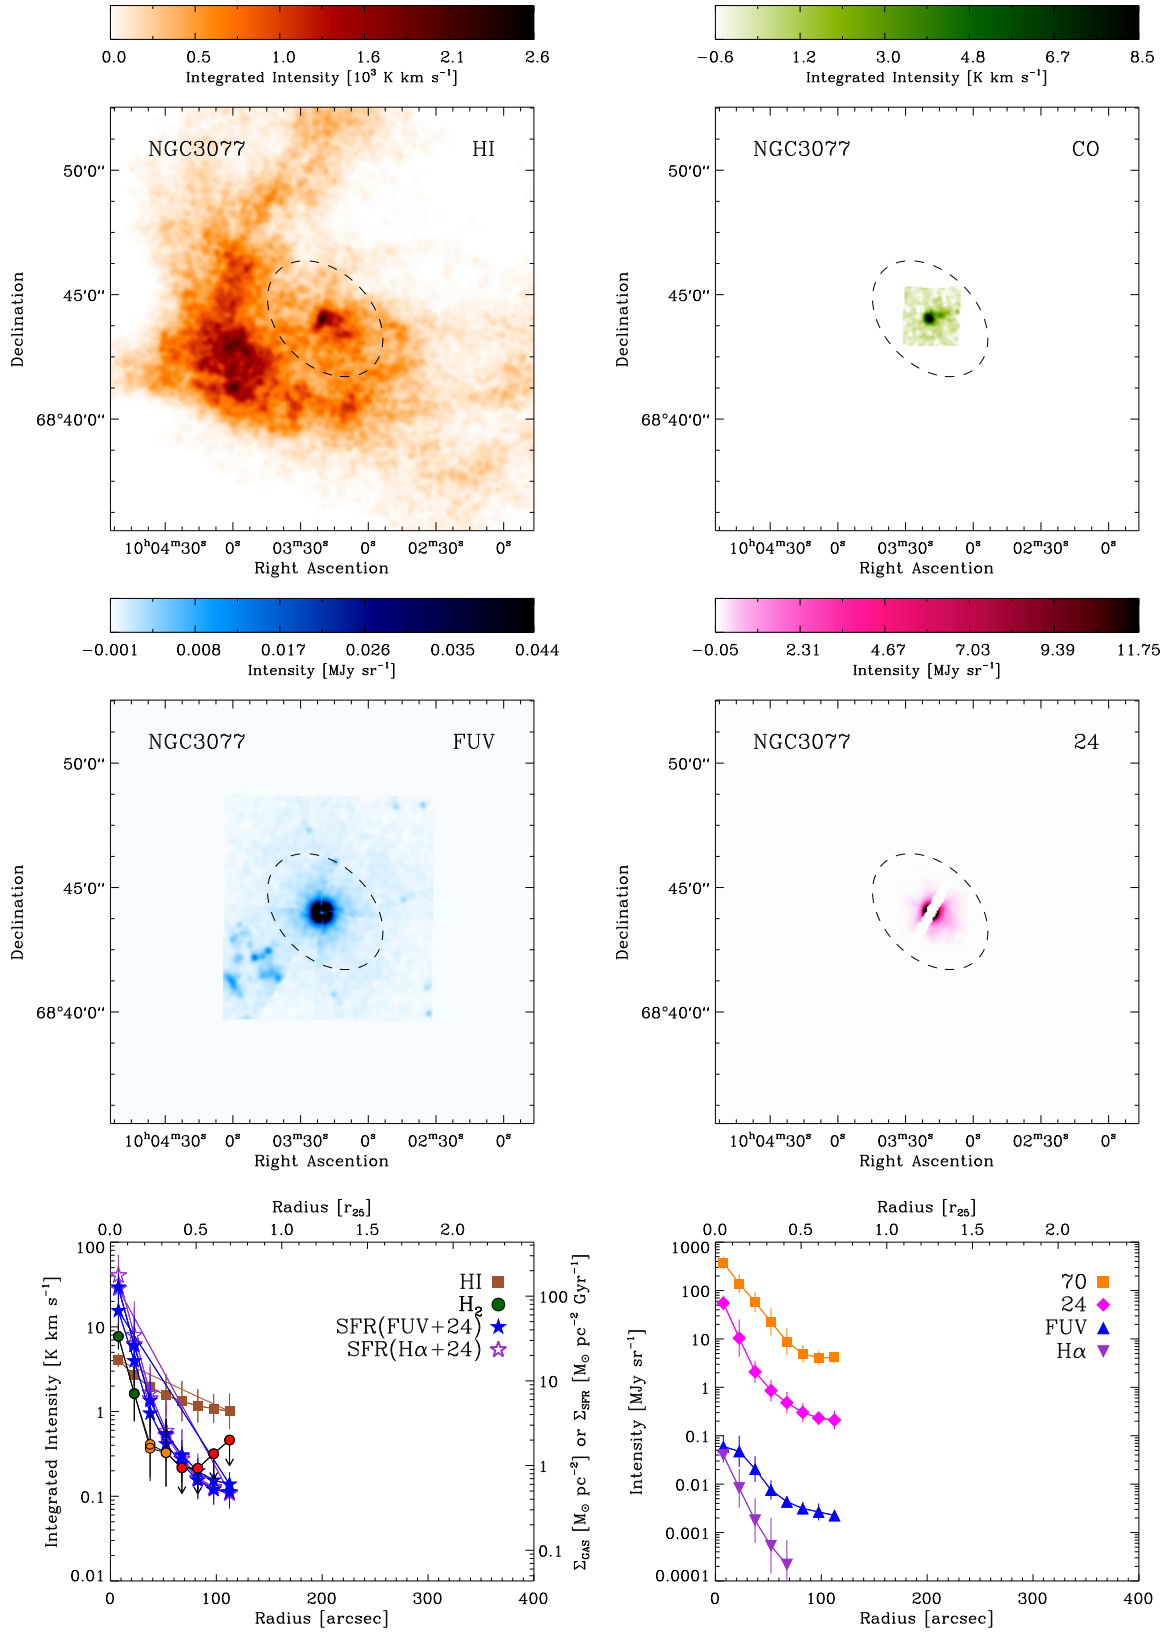 0.0 0.5 1.0 1.6 2.1 2.6
Integrated Intensity [10³ K km s⁻¹]
NGC3077 HI
50'0''
45'0''
68°40'0''
Declination
10ʰ04ᵐ30ˢ 0ˢ 03ᵐ30ˢ 0ˢ 02ᵐ30ˢ 0ˢ
Right Ascention
−0.6 1.2 3.0 4.8 6.7 8.5
Integrated Intensity [K km s⁻¹]
NGC3077 CO
50'0''
45'0''
68°40'0''
Declination
10ʰ04ᵐ30ˢ 0ˢ 03ᵐ30ˢ 0ˢ 02ᵐ30ˢ 0ˢ
Right Ascention
−0.001 0.008 0.017 0.026 0.035 0.044
Intensity [MJy sr⁻¹]
NGC3077 FUV
50'0''
45'0''
68°40'0''
Declination
10ʰ04ᵐ30ˢ 0ˢ 03ᵐ30ˢ 0ˢ 02ᵐ30ˢ 0ˢ
Right Ascention
−0.05 2.31 4.67 7.03 9.39 11.75
Intensity [MJy sr⁻¹]
NGC3077 24
50'0''
45'0''
68°40'0''
Declination
10ʰ04ᵐ30ˢ 0ˢ 03ᵐ30ˢ 0ˢ 02ᵐ30ˢ 0ˢ
Right Ascention
Radius [r₂₅]
0.0 0.5 1.0 1.5 2.0
100
10
1
0.1
0.01
Integrated Intensity [K km s⁻¹]
HI
H₂
SFR(FUV+24)
SFR(Hα+24)
100
10
1
0.1
Σ_GAS [M⊙ pc⁻²] or Σ_SFR [M⊙ pc⁻² Gyr⁻¹]
0 100 200 300 400
Radius [arcsec]
Radius [r₂₅]
0.0 0.5 1.0 1.5 2.0
1000
100
10
1
0.1
0.01
0.001
0.0001
Intensity [MJy sr⁻¹]
70
24
FUV
Hα
0 100 200 300 400
Radius [arcsec]